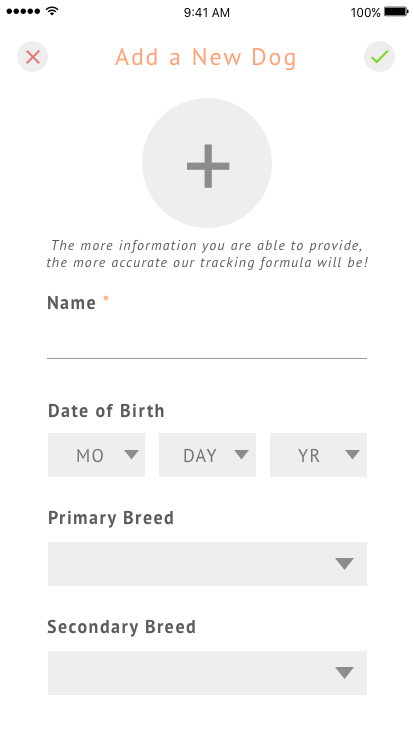 9:41 AM 100%
Add a New Dog
The more information you are able to provide,
the more accurate our tracking formula will be!
Name *
Date of Birth
MO DAY YR
Primary Breed
Secondary Breed